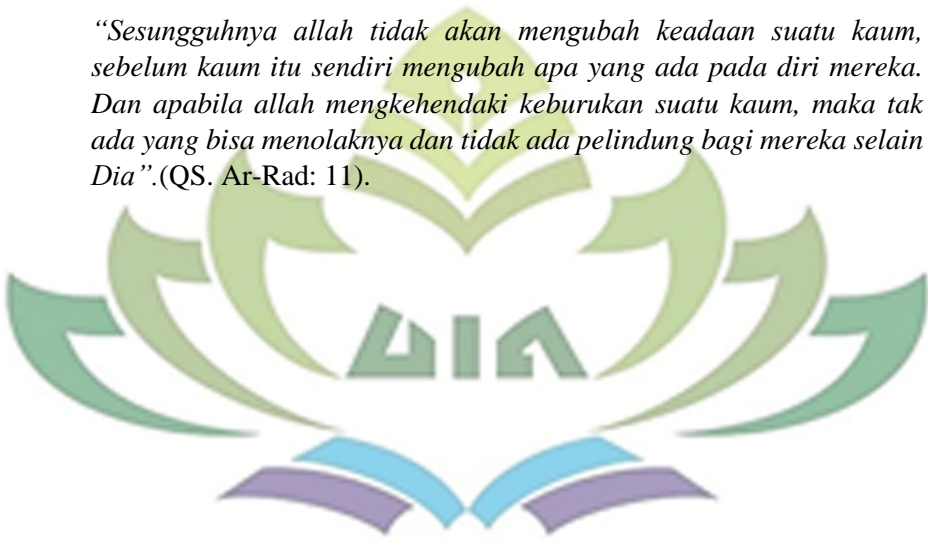 “Sesungguhnya allah tidak akan mengubah keadaan suatu kaum,
sebelum kaum itu sendiri mengubah apa yang ada pada diri mereka.
Dan apabila allah mengkehendaki keburukan suatu kaum, maka tak
ada yang bisa menolaknya dan tidak ada pelindung bagi mereka selain
Dia”.(QS. Ar-Rad: 11).
UIN